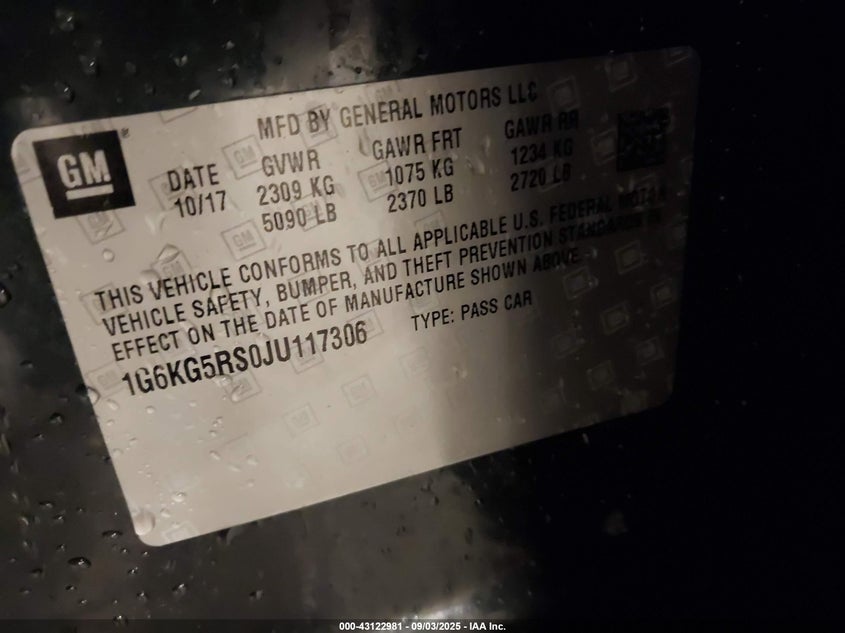 MFD BY GENERAL MOTORS LLC
GM®
DATE GVWR GAWR FRT GAWR RR
10/17 2309 KG 1075 KG 1234 KG
5090 LB 2370 LB 2720 LB
THIS VEHICLE CONFORMS TO ALL APPLICABLE U.S. FEDERAL MOTOR
VEHICLE SAFETY, BUMPER, AND THEFT PREVENTION STANDARDS IN
EFFECT ON THE DATE OF MANUFACTURE SHOWN ABOVE.
1G6KG5RS0JU117306 TYPE: PASS CAR
000-43122981 - 09/03/2025 - IAA Inc.